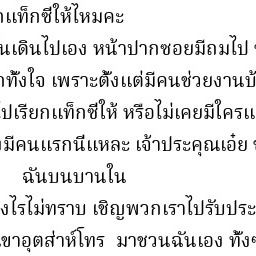 กแท็กซีให้ไหมคะ
นเดินไปเอง หน้าปากซอยมีถมไป
าทั้งใจ เพราะตั้งแต่มีคนช่วยงานบ้
ปเรียกแท็กซีให้ หรือไม่เคยมีใครแ
มีคนแรกนี่แหละ เจ้าประคุณเอ๋ย
ฉันบนบานใน
งไรไม่ทราบ เชิญพวกเราไปรับประ
ขาอุตส่าห์โทร มาชวนฉันเอง ทั้งๆ